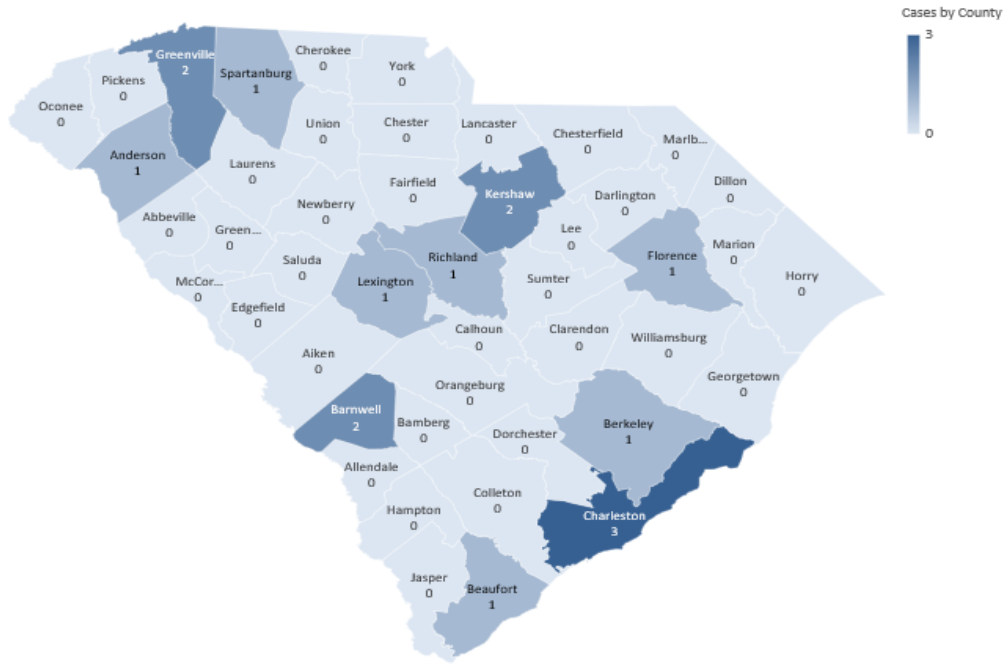 Cases by County
3
0
Greenville
2
Cherokee
0
Spartanburg
1
York
0
Pickens
0
Oconee
0
Union
0
Chester
0
Lancaster
0
Chesterfield
0
Marlb...
0
Anderson
1
Laurens
0
Fairfield
0
Kershaw
2
Darlington
0
Dillon
0
Abbeville
0
Green...
0
Newberry
0
Lee
0
Marion
0
Saluda
0
Richland
1
Florence
1
Horry
0
McCor...
0
Lexington
1
Sumter
0
Edgefield
0
Calhoun
0
Clarendon
0
Williamsburg
0
Aiken
0
Georgetown
0
Orangeburg
0
Barnwell
2
Bamberg
0
Dorchester
0
Berkeley
1
Allendale
0
Colleton
0
Hampton
0
Charleston
3
Jasper
0
Beaufort
1